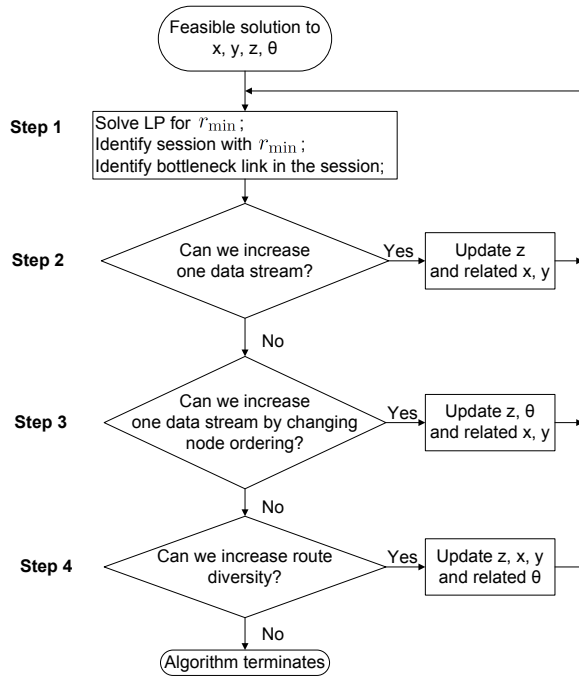 Feasible solution to
x, y, z, θ
Step 1
Solve LP for r_min ;
Identify session with r_min ;
Identify bottleneck link in the session;
Step 2
Can we increase
one data stream?
Yes
Update z
and related x, y
No
Step 3
Can we increase
one data stream by changing
node ordering?
Yes
Update z, θ
and related x, y
No
Step 4
Can we increase route
diversity?
Yes
Update z, x, y
and related θ
No
Algorithm terminates